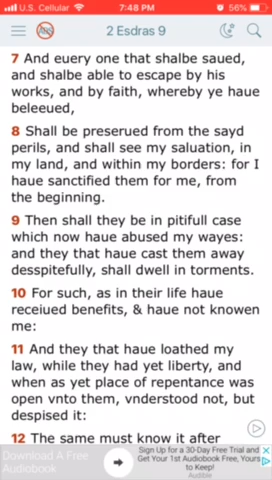 U.S. Cellular 7:48 PM 56%
2 Esdras 9
7 And euery one that shalbe saued,
and shalbe able to escape by his
works, and by faith, whereby ye haue
beleeued,
8 Shall be preserued from the sayd
perils, and shall see my saluation, in
my land, and within my borders: for I
haue sanctified them for me, from
the beginning.
9 Then shall they be in pitifull case
which now haue abused my wayes:
and they that haue cast them away
desspitefully, shall dwell in torments.
10 For such, as in their life haue
receiued benefits, & haue not knowen
me:
11 And they that haue loathed my
law, while they had yet liberty, and
when as yet place of repentance was
open vnto them, vnderstood not, but
despised it:
12 The same must know it after
Download A Free
Audiobook
Sign Up for a 30-Day Free Trial and
Get Your 1st Audiobook Free, Yours
to Keep!
Audible